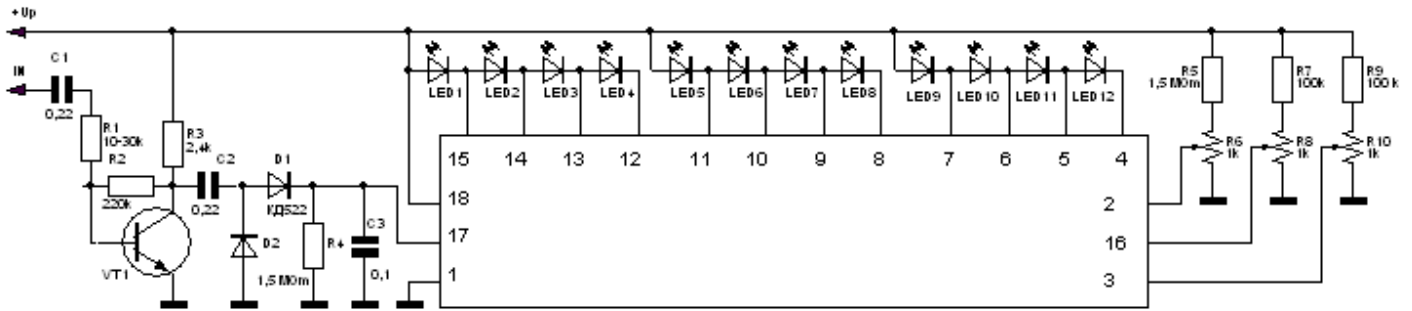 +Up
IN
C1
0,22
R1
10-30k
R2
220k
R3
2,4k
C2
0,22
D1
КД522
D2
VT1
R4
1,5 M0m
C3
0,1
LED1
LED2
LED3
LED4
LED5
LED6
LED7
LED8
LED9
LED10
LED11
LED12
15
14
13
12
11
10
9
8
7
6
5
4
18
17
1
2
16
3
R5
1,5 M0m
R7
100k
R9
100 k
R6
1k
R8
1k
R10
1k